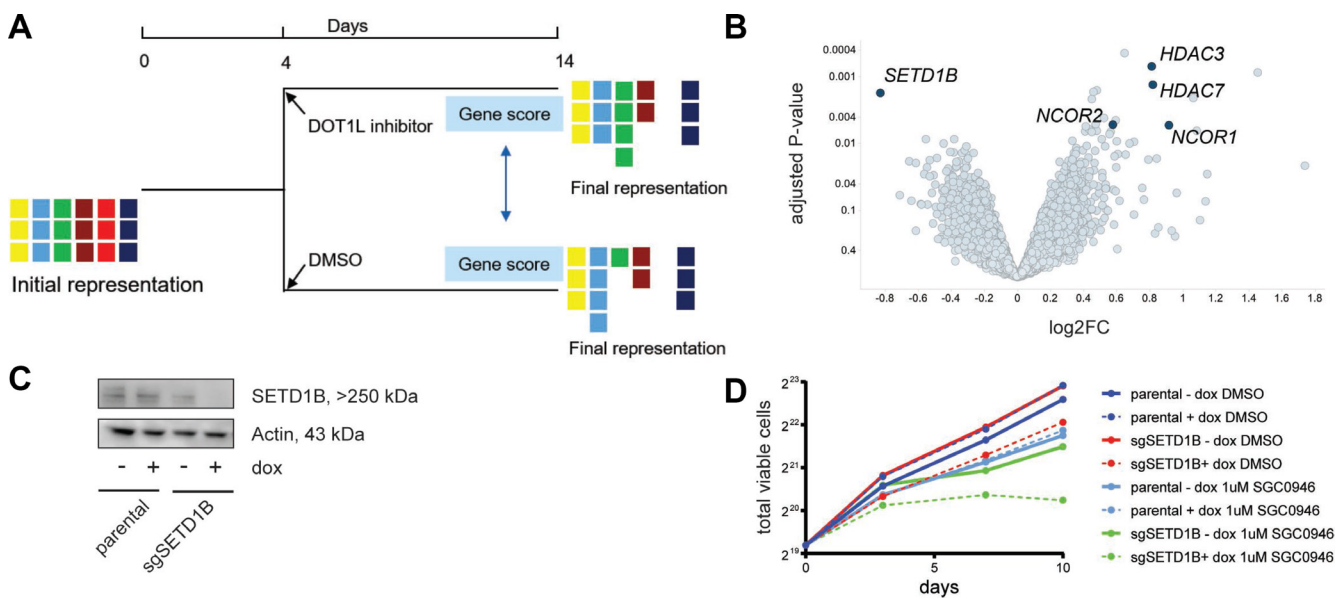 A
Days
0
4
14
DOT1L inhibitor
Gene score
Final representation
Initial representation
DMSO
Gene score
Final representation
B
adjusted P-value
0.0004
0.001
0.004
0.01
0.04
0.1
0.4
SETD1B
HDAC3
HDAC7
NCOR2
NCOR1
-0.8
-0.6
-0.4
-0.2
0
0.2
0.4
0.6
0.8
1
1.2
1.4
1.6
1.8
log2FC
C
SETD1B, >250 kDa
Actin, 43 kDa
- + - + dox
parental
sgSETD1B
D
total viable cells
2^23
2^22
2^21
2^20
2^19
0
5
10
days
parental - dox DMSO
parental + dox DMSO
sgSETD1B - dox DMSO
sgSETD1B+ dox DMSO
parental - dox 1uM SGC0946
parental + dox 1uM SGC0946
sgSETD1B - dox 1uM SGC0946
sgSETD1B+ dox 1uM SGC0946